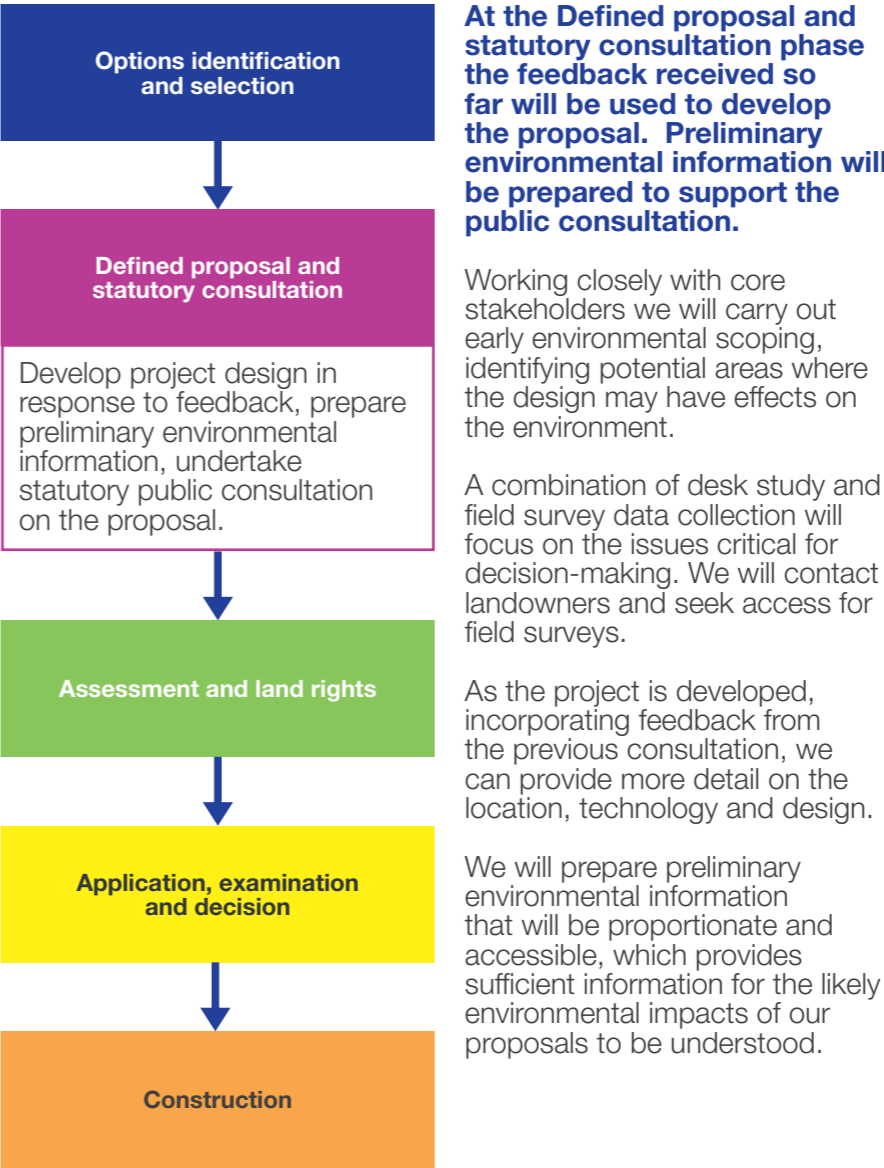 Options identification
and selection
Defined proposal and
statutory consultation
Develop project design in
response to feedback, prepare
preliminary environmental
information, undertake
statutory public consultation
on the proposal.
Assessment and land rights
Application, examination
and decision
Construction
At the Defined proposal and
statutory consultation phase
the feedback received so
far will be used to develop
the proposal.  Preliminary
environmental information will
be prepared to support the
public consultation.
Working closely with core
stakeholders we will carry out
early environmental scoping,
identifying potential areas where
the design may have effects on
the environment.
A combination of desk study and
field survey data collection will
focus on the issues critical for
decision-making. We will contact
landowners and seek access for
field surveys.
As the project is developed,
incorporating feedback from
the previous consultation, we
can provide more detail on the
location, technology and design.
We will prepare preliminary
environmental information
that will be proportionate and
accessible, which provides
sufficient information for the likely
environmental impacts of our
proposals to be understood.